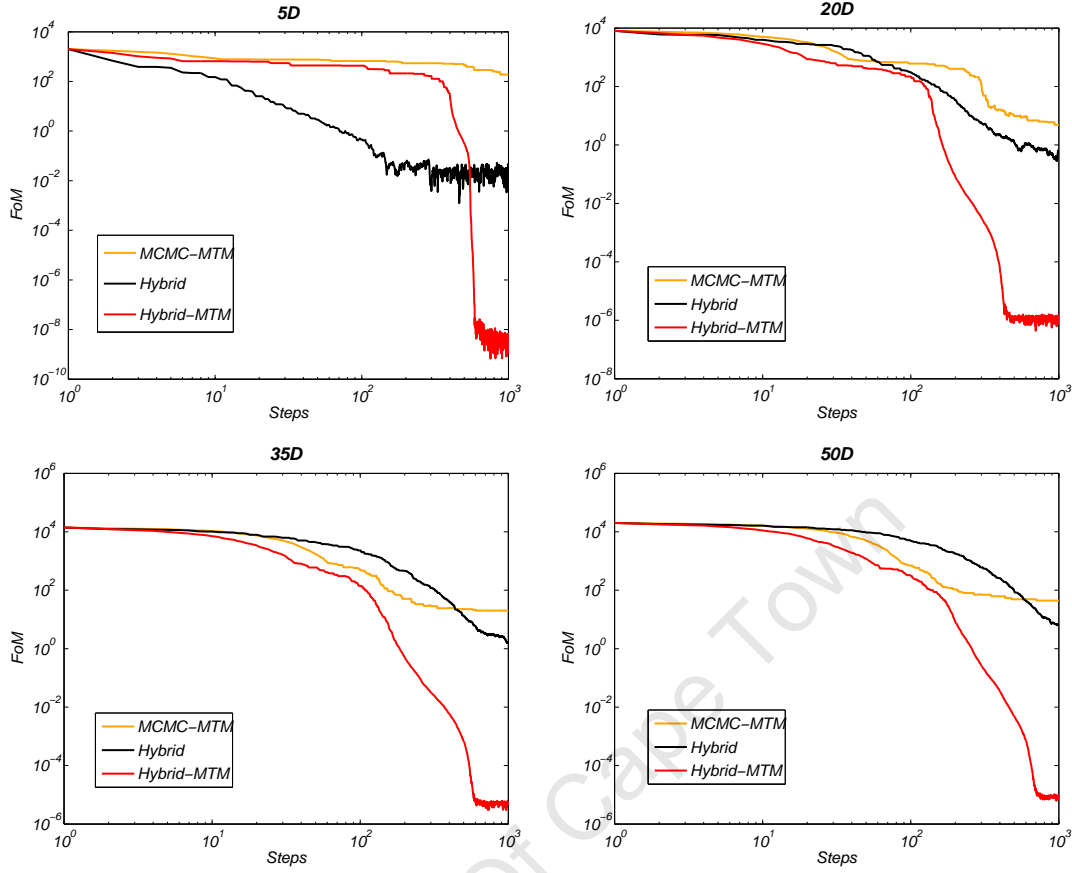 5D
10^4
10^2
10^0
10^−2
10^−4
10^−6
10^−8
10^−10
FoM
MCMC−MTM
Hybrid
Hybrid−MTM
10^0
10^1
10^2
10^3
Steps
20D
10^4
10^2
10^0
10^−2
10^−4
10^−6
10^−8
FoM
MCMC−MTM
Hybrid
Hybrid−MTM
10^0
10^1
10^2
10^3
Steps
35D
10^6
10^4
10^2
10^0
10^−2
10^−4
10^−6
FoM
MCMC−MTM
Hybrid
Hybrid−MTM
10^0
10^1
10^2
10^3
Steps
50D
10^6
10^4
10^2
10^0
10^−2
10^−4
10^−6
FoM
MCMC−MTM
Hybrid
Hybrid−MTM
10^0
10^1
10^2
10^3
Steps
Of Cape Town